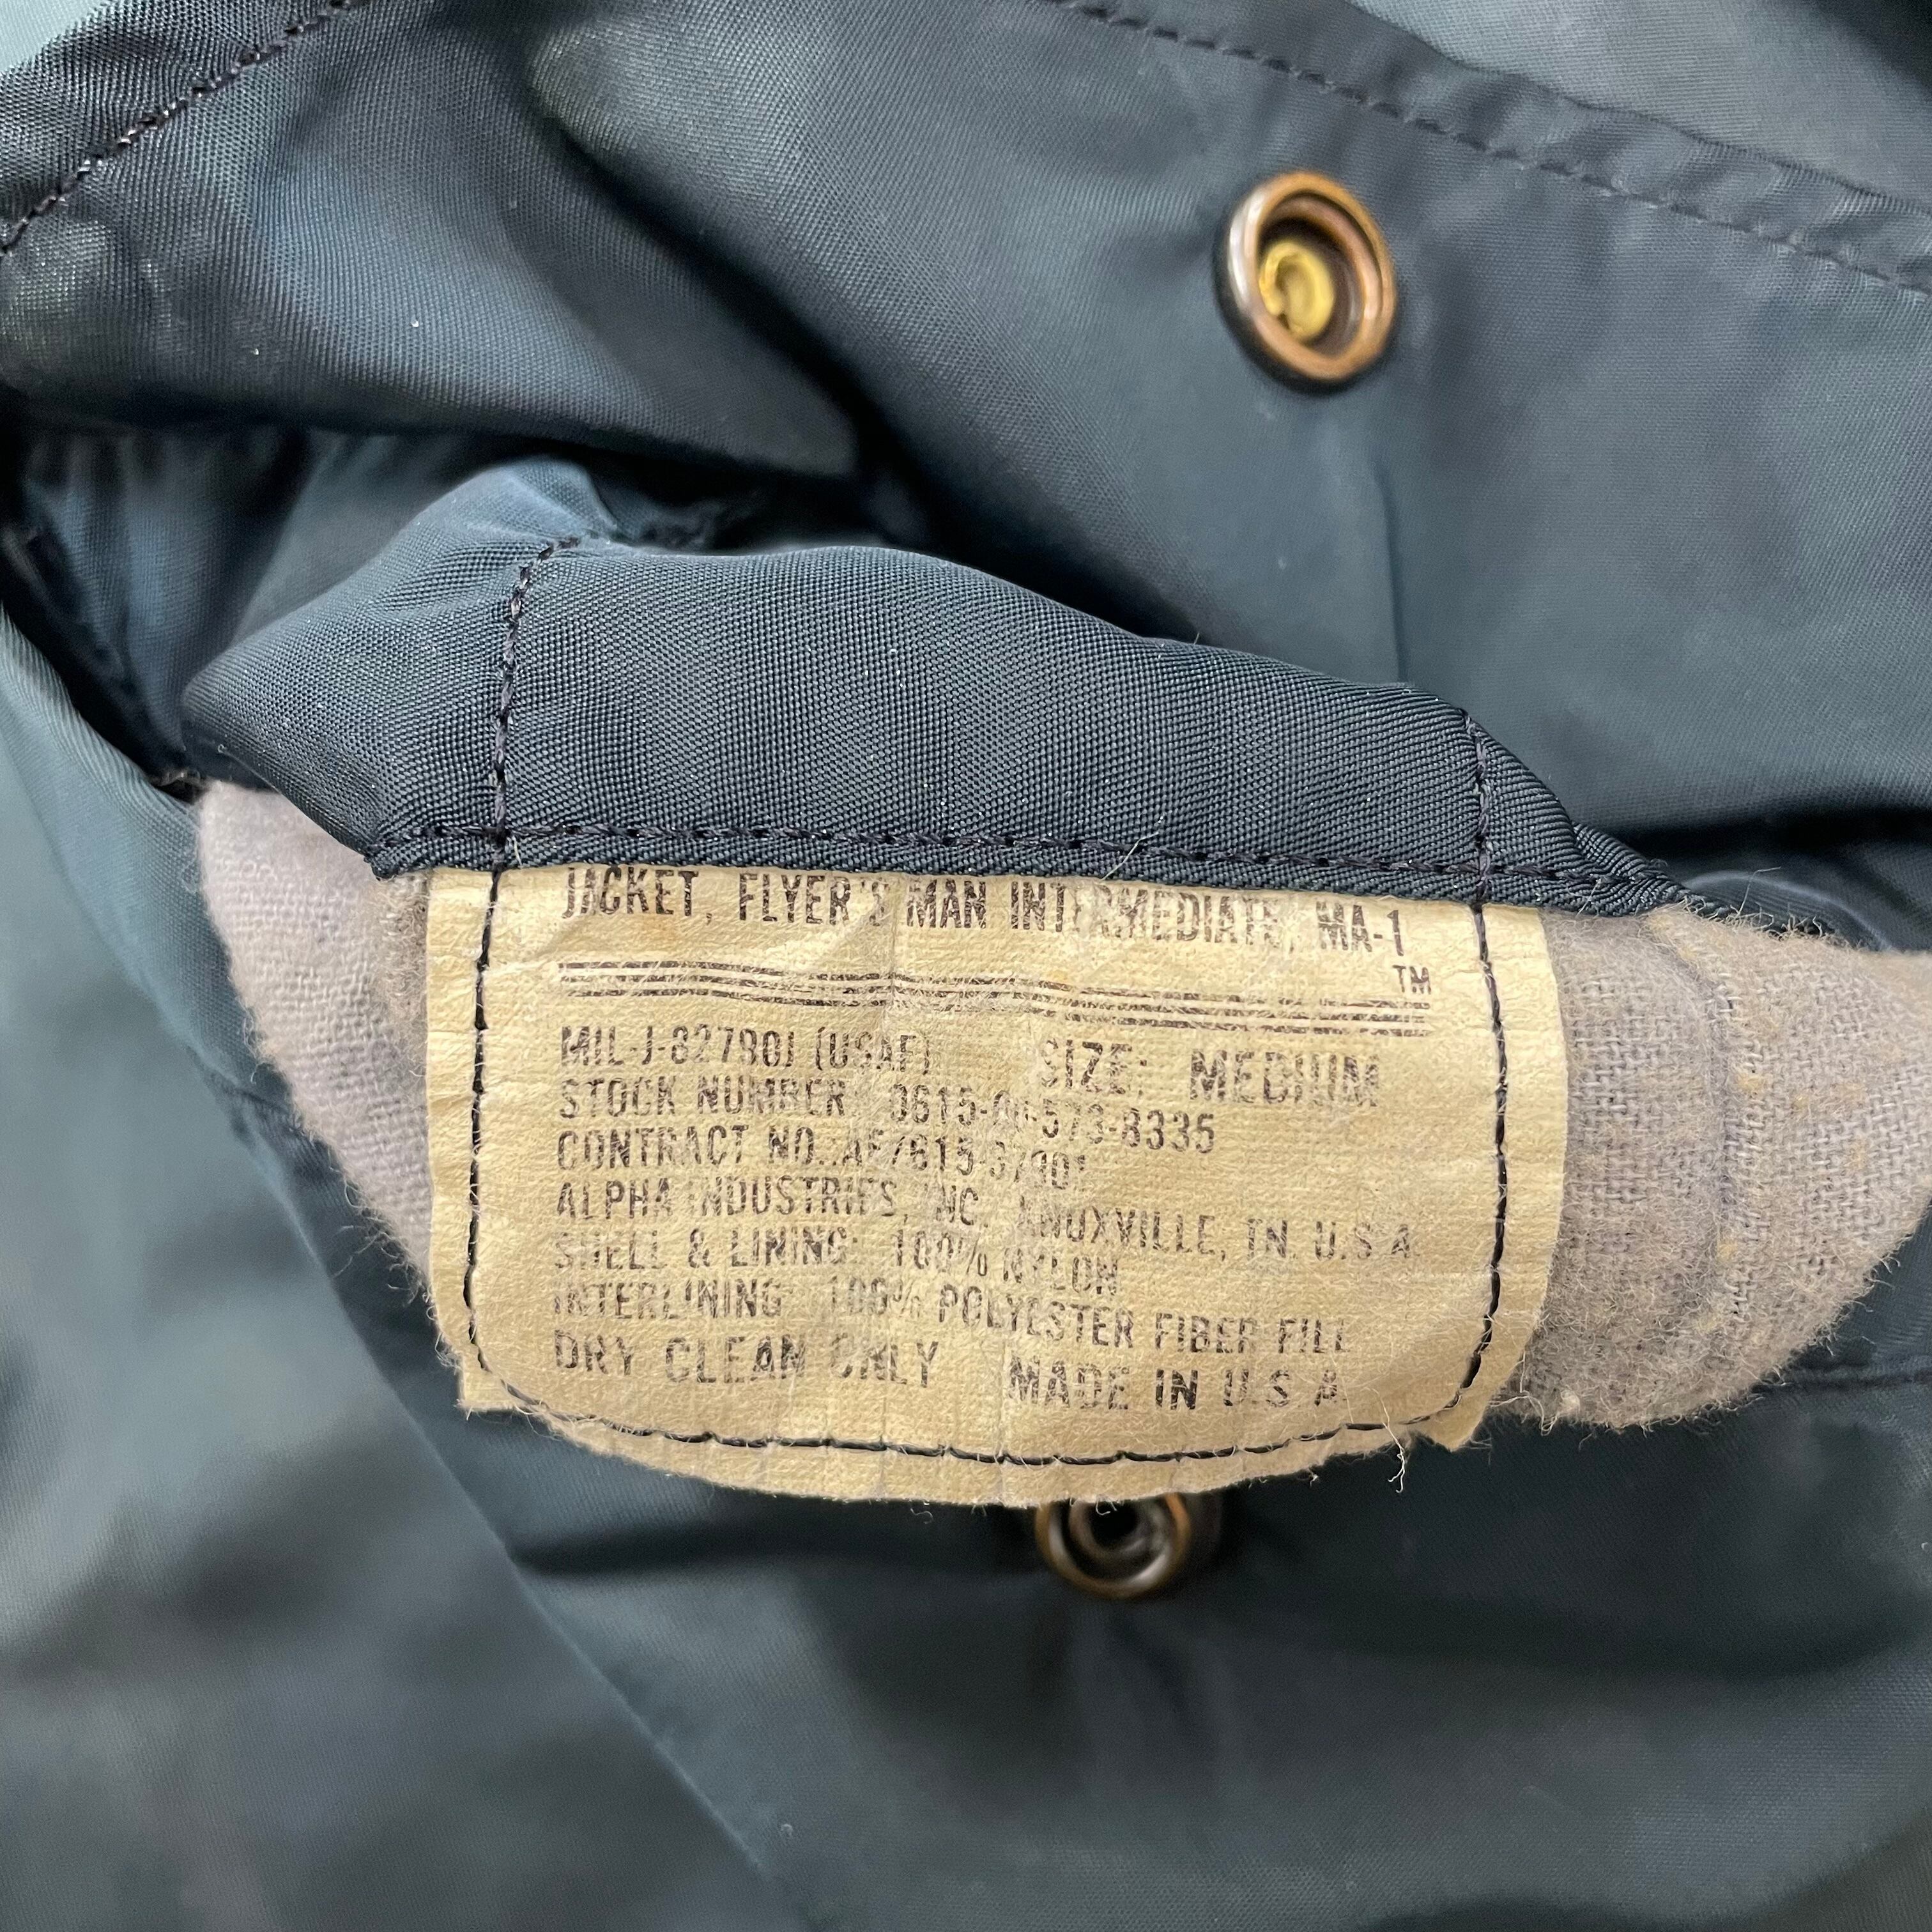 JACKET, FLYER'S MAN INTERMEDIATE, MA-1
TM
MIL-J-82790J (USAF) SIZE: MEDIUM
STOCK NUMBER
CONTRACT NO.:
ALPHA INDUSTRIES, INC. KNOXVILLE, TN. U.S.A.
SHELL & LINING: 100% NYLON
INTERLINING: 100% POLYESTER FIBER FILL
DRY CLEAN ONLY MADE IN U.S.A.